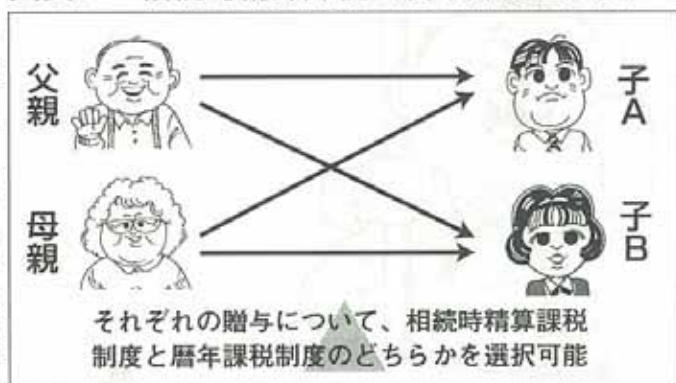 父親
子A
母親
子B
それぞれの贈与について、相続時精算課税
制度と暦年課税制度のどちらかを選択可能